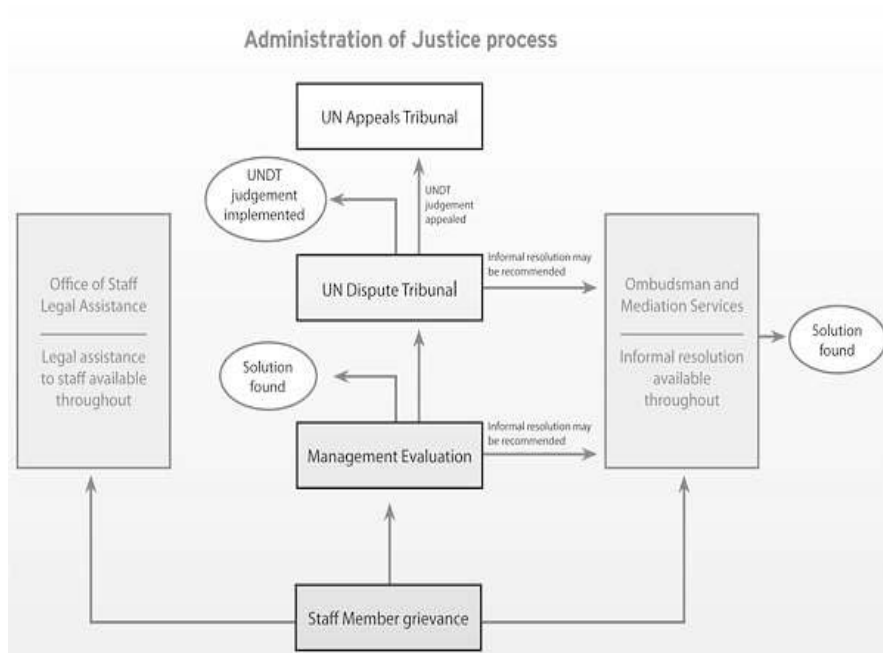 Administration of Justice process
UN Appeals Tribunal
UNDT
judgement
implemented
UNDT
judgement
appealed
Office of Staff
Legal Assistance
Legal assistance
to staff available
throughout
UN Dispute Tribunal
Informal resolution may
be recommended
Ombudsman and
Mediation Services
Informal resolution
available
throughout
Solution
found
Solution
found
Management Evaluation
Informal resolution may
be recommended
Staff Member grievance